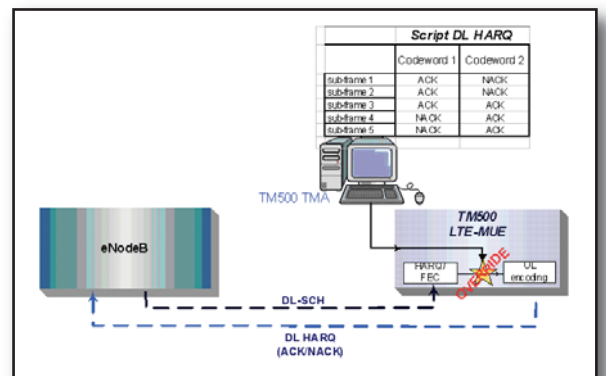 Script DL HARQ
Codeword 1 Codeword 2
sub-frame 1 ACK NACK
sub-frame 2 ACK NACK
sub-frame 3 ACK ACK
sub-frame 4 NACK ACK
sub-frame 5 NACK ACK
TM500 TMA
TM500
LTE-MUE
eNodeB
HARQ/
FEC
OVERRIDE
UL
encoding
DL-SCH
DL HARQ
(ACK/NACK)